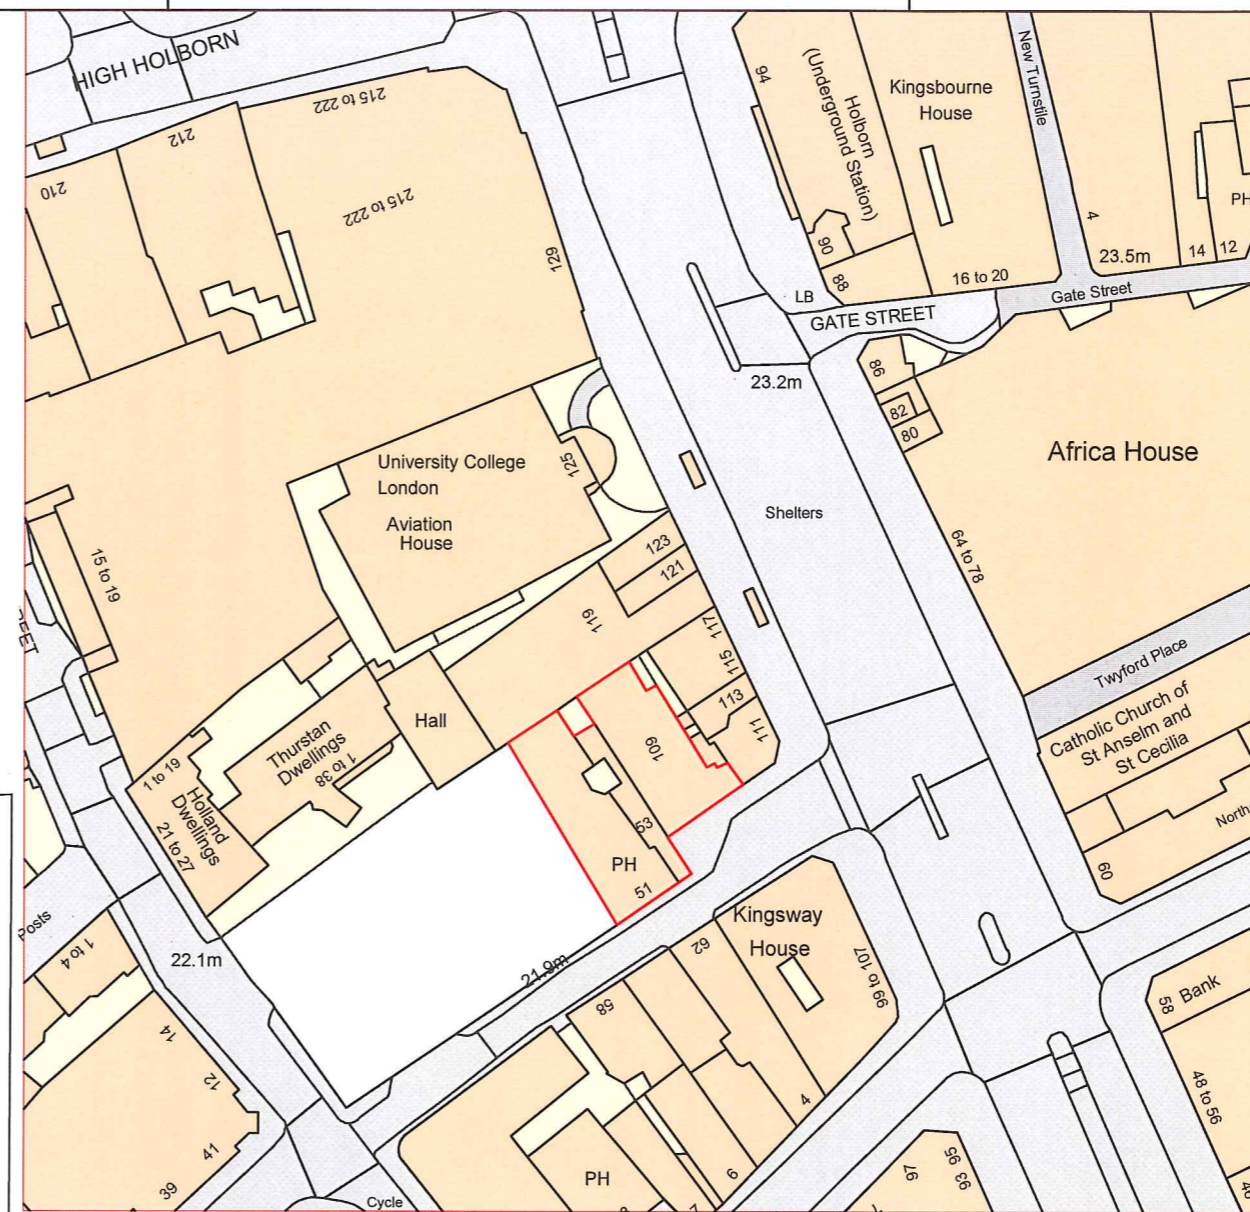 HIGH HOLBORN
215 to 222
212
210
215 to 222
129
94
Holborn
(Underground Station)
Kingsbourne
House
New Turnstile
4
PH
23.5m
14
12
90
88
16 to 20
Gate Street
LB
GATE STREET
23.2m
86
82
80
Africa House
University College
London
Aviation
House
125
Shelters
64 to 78
15 to 19
123
121
119
117
115
113
111
Twyford Place
Catholic Church of
St Anselm and
St Cecilia
North
60
Hall
Thurstan
Dwellings
1 to 38
1 to 19
Holland
Dwellings
21 to 27
109
53
PH
51
Kingsway
House
99 to 107
62
58
Posts
1 to 4
22.1m
21.9m
14
12
41
39
Cycle
PH
4
6
7
97
93
95
58
Bank
48 to 56